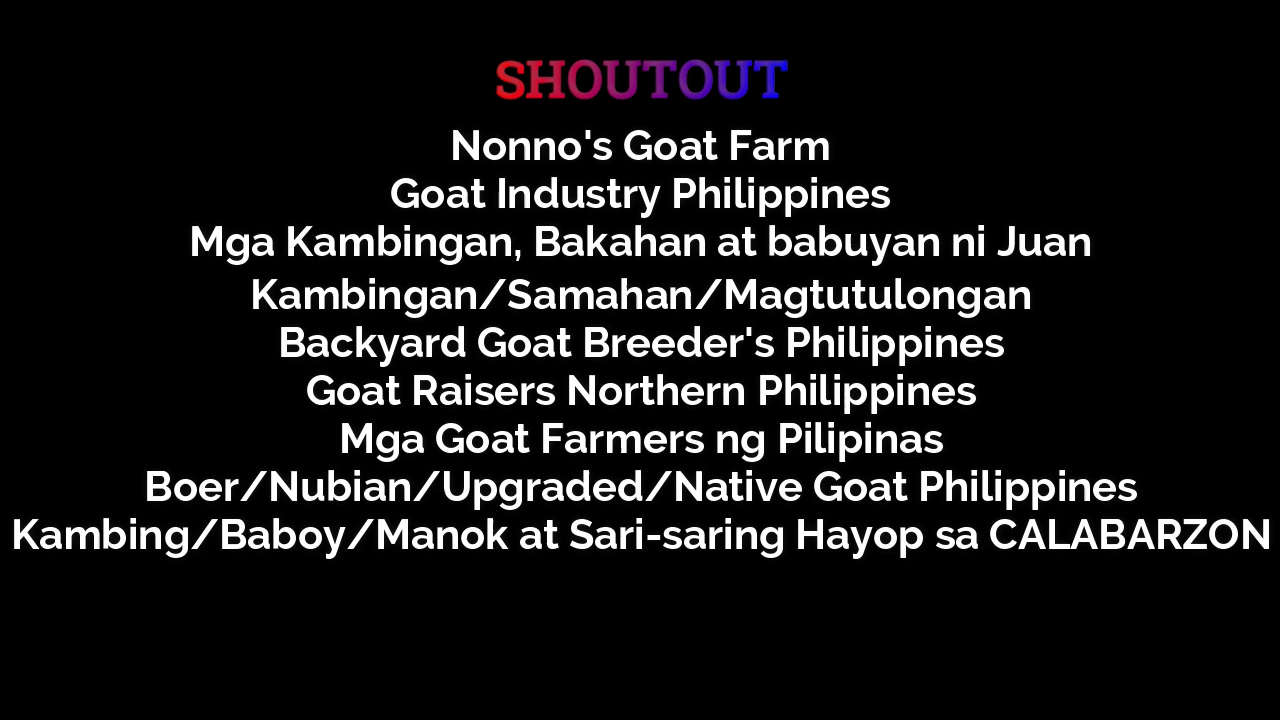 SHOUTOUT
Nonno's Goat Farm
Goat Industry Philippines
Mga Kambingan, Bakahan at babuyan ni Juan
Kambingan/Samahan/Magtutulongan
Backyard Goat Breeder's Philippines
Goat Raisers Northern Philippines
Mga Goat Farmers ng Pilipinas
Boer/Nubian/Upgraded/Native Goat Philippines
Kambing/Baboy/Manok at Sari-saring Hayop sa CALABARZON